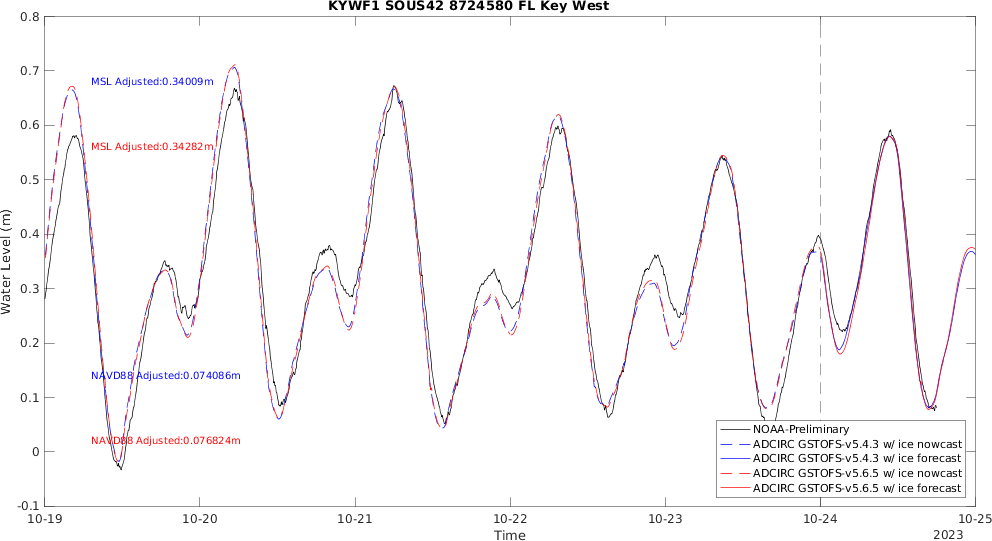 KYWF1 SOUS42 8724580 FL Key West
0.8
0.7
0.6
0.5
0.4
0.3
0.2
0.1
0
-0.1
Water Level (m)
MSL Adjusted:0.34009m
MSL Adjusted:0.34282m
NAVD88 Adjusted:0.074086m
NAVD88 Adjusted:0.076824m
NOAA-Preliminary
ADCIRC GSTOFS-v5.4.3 w/ ice nowcast
ADCIRC GSTOFS-v5.4.3 w/ ice forecast
ADCIRC GSTOFS-v5.6.5 w/ ice nowcast
ADCIRC GSTOFS-v5.6.5 w/ ice forecast
10-19 10-20 10-21 10-22 10-23 10-24 10-25
Time
2023